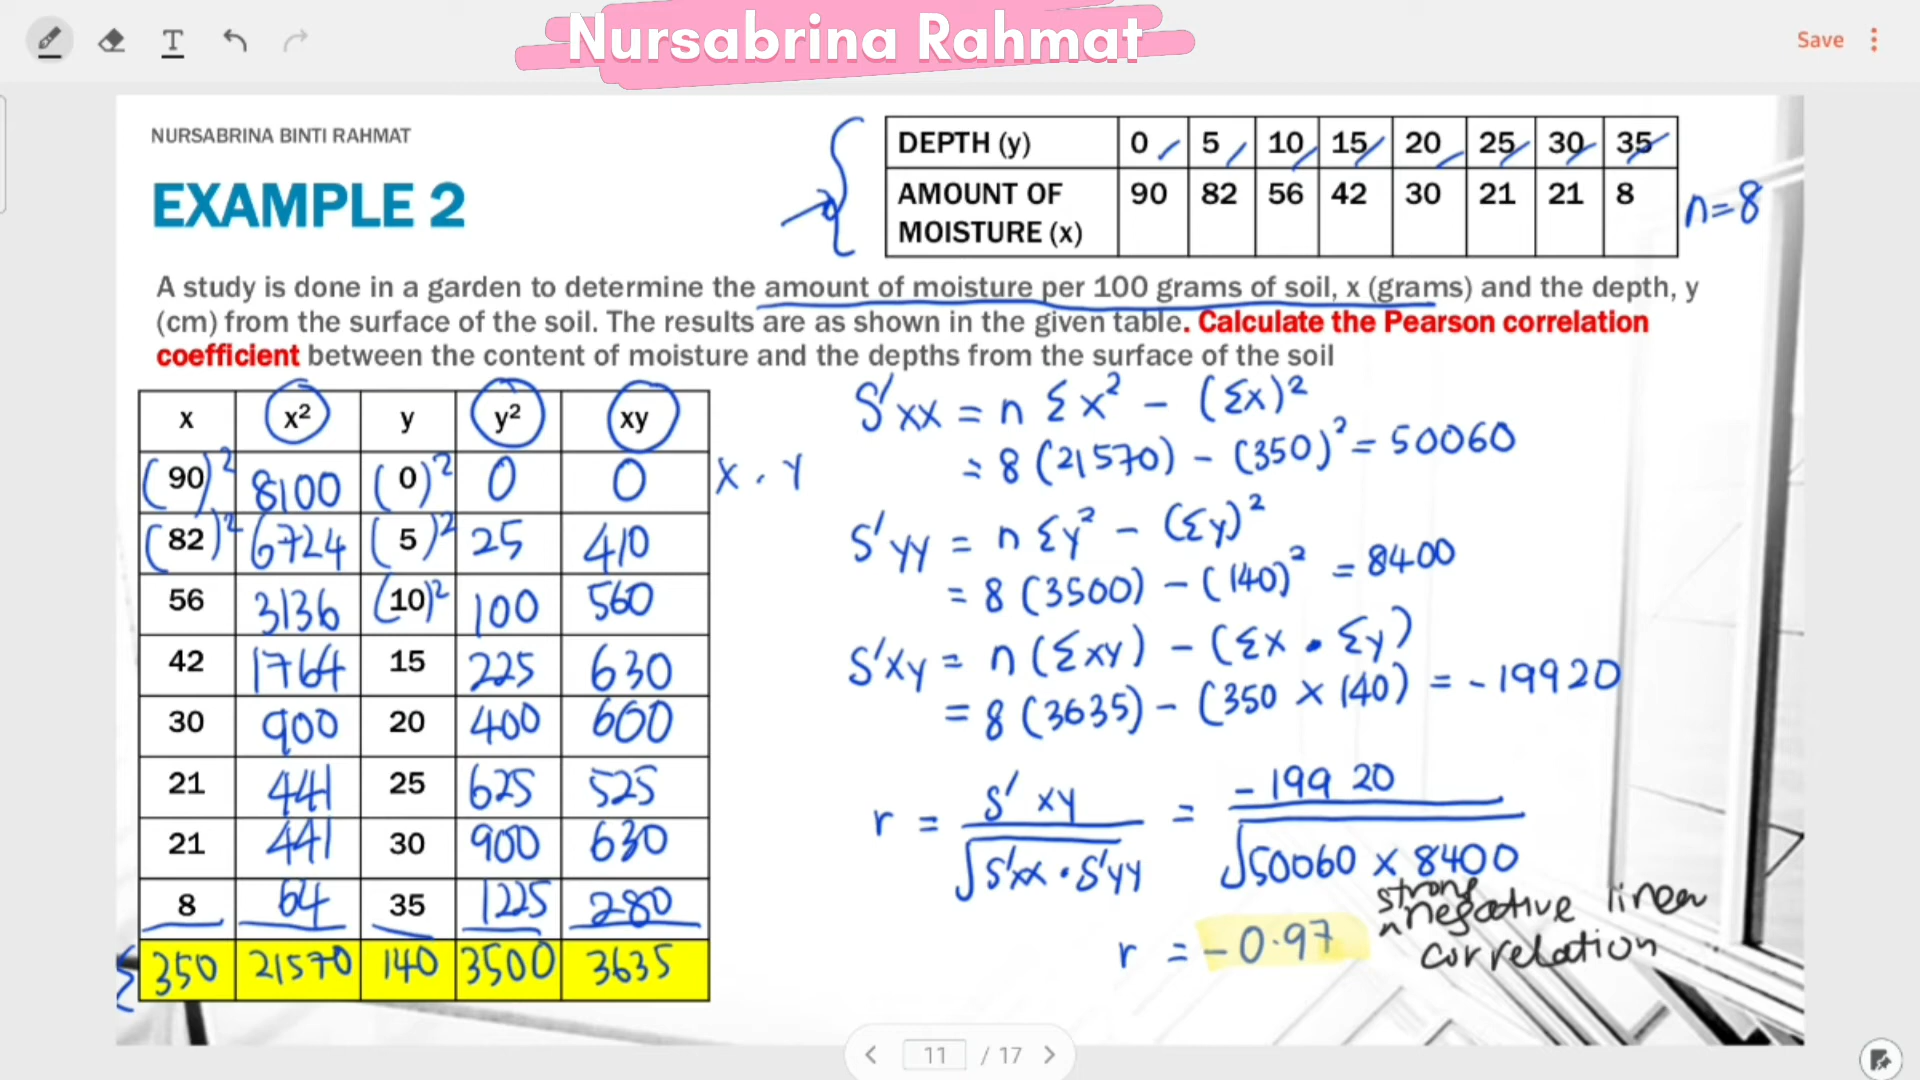 Nursabrina Rahmat
T
Save
NURSABRINA BINTI RAHMAT
EXAMPLE 2
DEPTH (y) 0 5 10 15 20 25 30 35
AMOUNT OF MOISTURE (x) 90 82 56 42 30 21 21 8
n=8
A study is done in a garden to determine the amount of moisture per 100 grams of soil, x (grams) and the depth, y
(cm) from the surface of the soil. The results are as shown in the given table. Calculate the Pearson correlation
coefficient between the content of moisture and the depths from the surface of the soil
x x² y y² xy
(90)² 8100 (0)² 0 0 x . y
(82)² 6724 (5)² 25 410
56 3136 (10)² 100 560
42 1764 15 225 630
30 900 20 400 600
21 441 25 625 525
21 441 30 900 630
8 64 35 1225 280
Σ 350 21570 140 3500 3635
S'xx = n Σx² - (Σx)²
= 8 (21570) - (350)² = 50060
S'yy = n Σy² - (Σy)²
= 8 (3500) - (140)² = 8400
S'xy = n (Σxy) - (Σx • Σy)
= 8 (3635) - (350 × 140) = -19920
r = S'xy / √S'xx • S'yy = -19920 / √50060 × 8400
r = -0.97
strong
negative linear
correlation
11 / 17